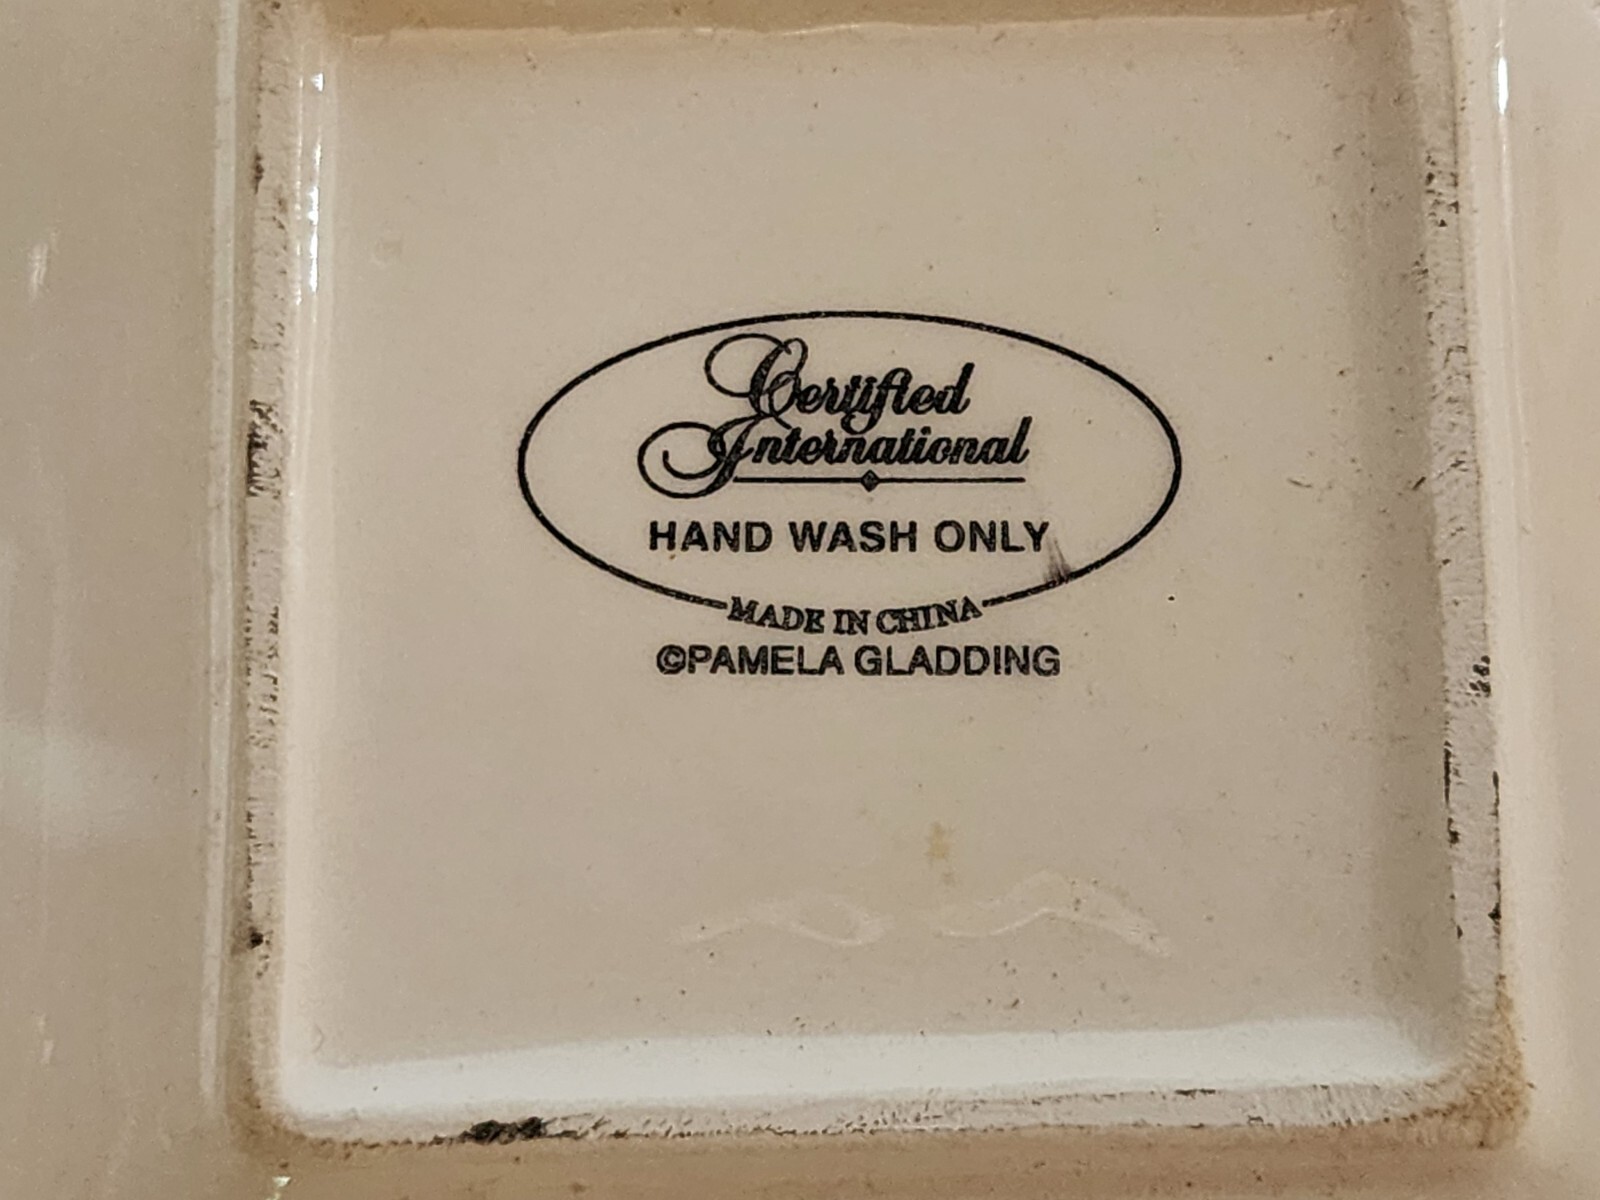 Certified
International
HAND WASH ONLY
MADE IN CHINA
©PAMELA GLADDING